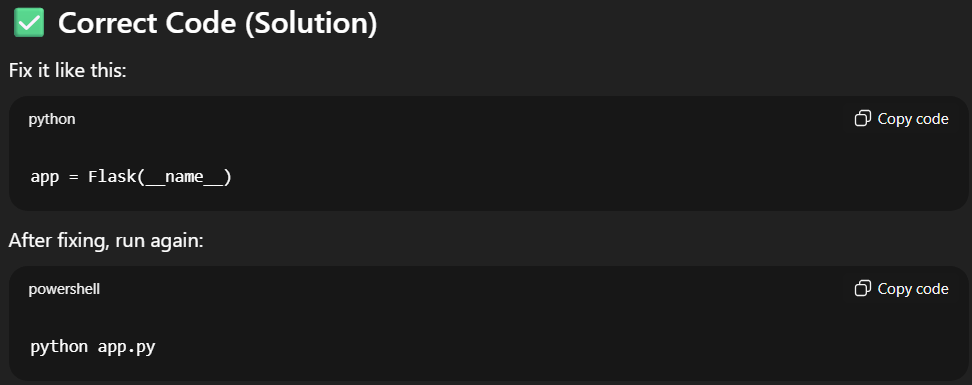 ✅ Correct Code (Solution)
Fix it like this:
python Copy code
app = Flask(__name__)
After fixing, run again:
powershell Copy code
python app.py